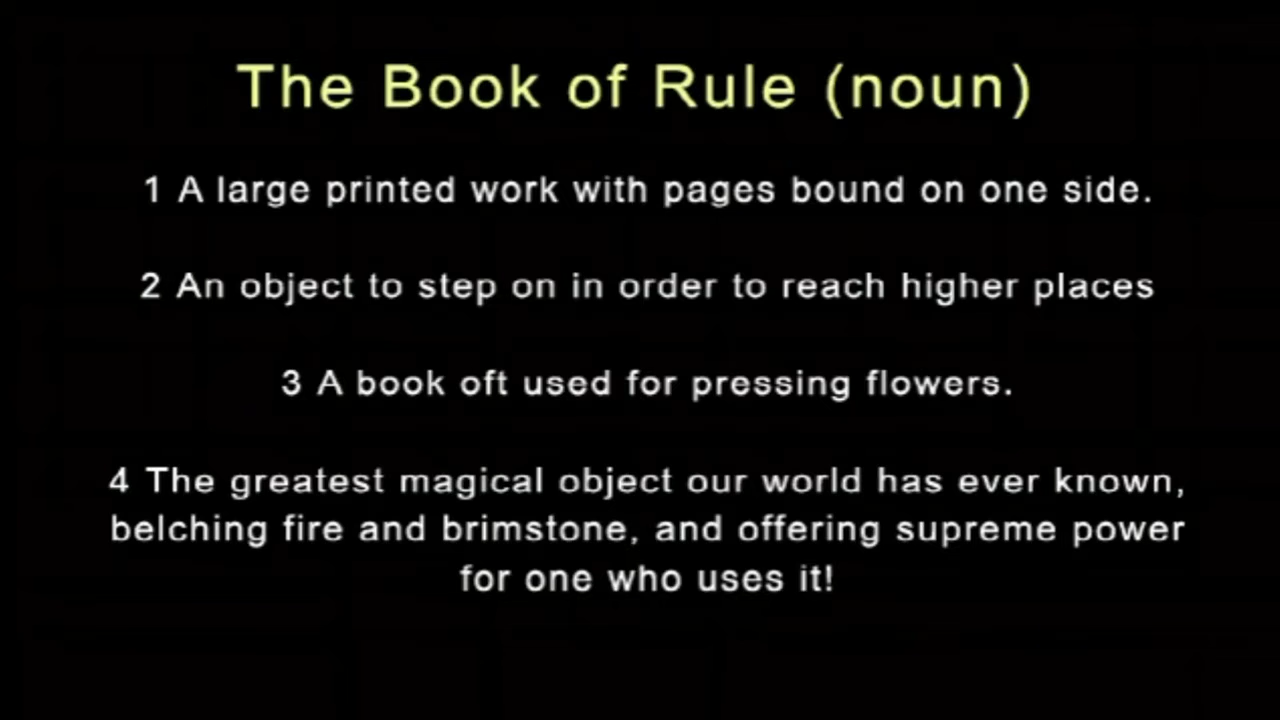 The Book of Rule (noun)
1 A large printed work with pages bound on one side.
2 An object to step on in order to reach higher places
3 A book oft used for pressing flowers.
4 The greatest magical object our world has ever known,
belching fire and brimstone, and offering supreme power
for one who uses it!